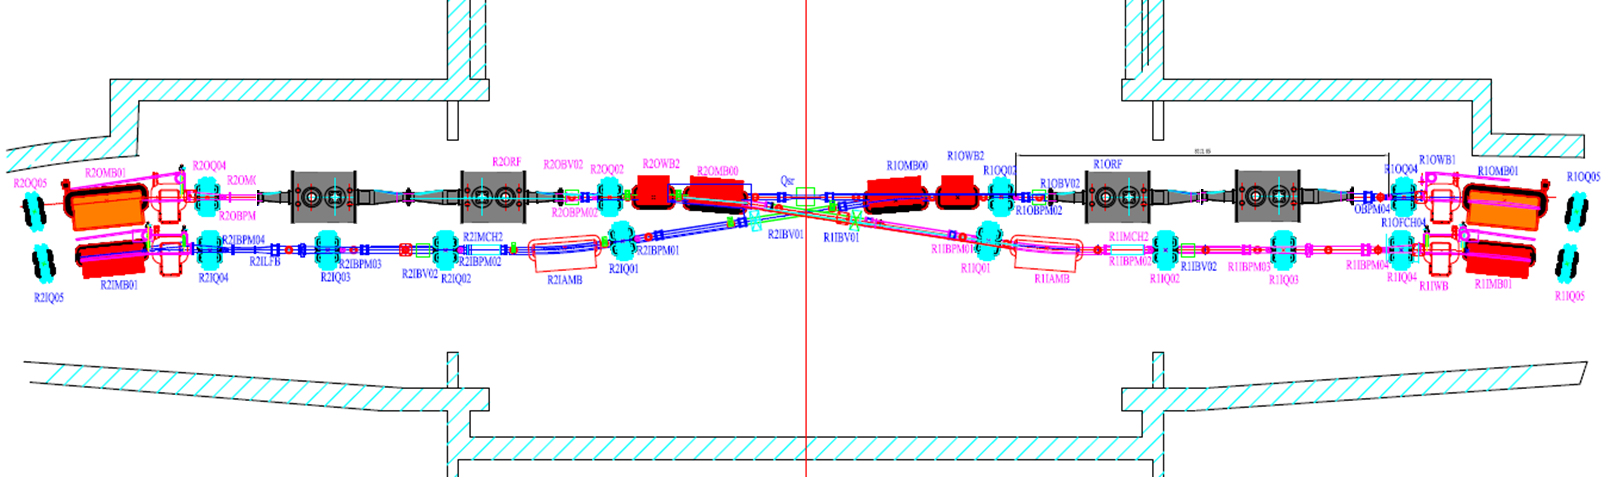 R2OQ05
R2OMB01
R2OQ04
R2OBPM
R2ORF
R2OBV02
R2OBPM02
R2OQ02
R2OWB2
R2OMB00
Qsr
R1OMB00
R1OWB2
R1OQ02
R1OBPM02
R1OBV02
R1ORF
R1OQ04
R1OWB1
R1OMB01
R1OQ05
OBPM04
R1OFCH04
R2IQ05
R2IMB01
R2IQ04
R2IBPM04
R2ILFB
R2IQ03
R2IBPM03
R2IBV02
R2IQ02
R2IMCH2
R2IBPM02
R2IAMB
R2IQ01
R2IBPM01
R2IBV01
R1IBV01
R1IBPM01
R1IQ01
R1IAMB
R1IMCH2
R1IBPM02
R1IQ02
R1IBV02
R1IBPM03
R1IQ03
R1IBPM04
R1IQ04
R1IWB
R1IMB01
R1IQ05